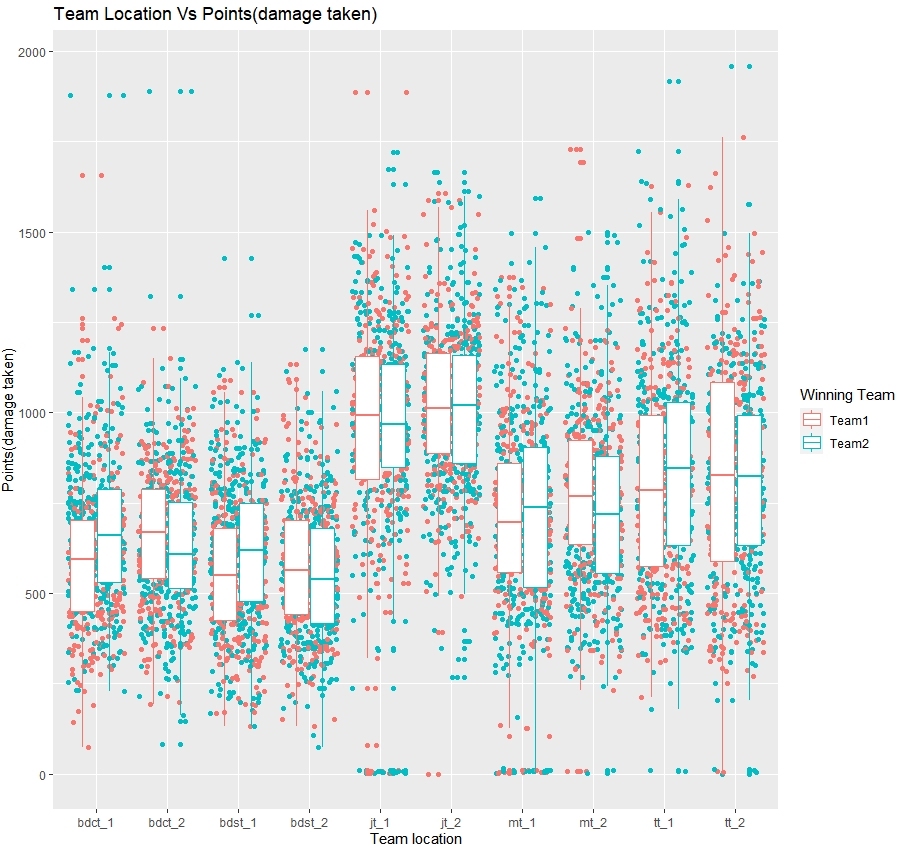 Team Location Vs Points(damage taken)
2000
1500
1000
500
0
Points(damage taken)
bdct_1 bdct_2 bdst_1 bdst_2 jt_1 jt_2 mt_1 mt_2 tt_1 tt_2
Team location
Winning Team
Team1
Team2